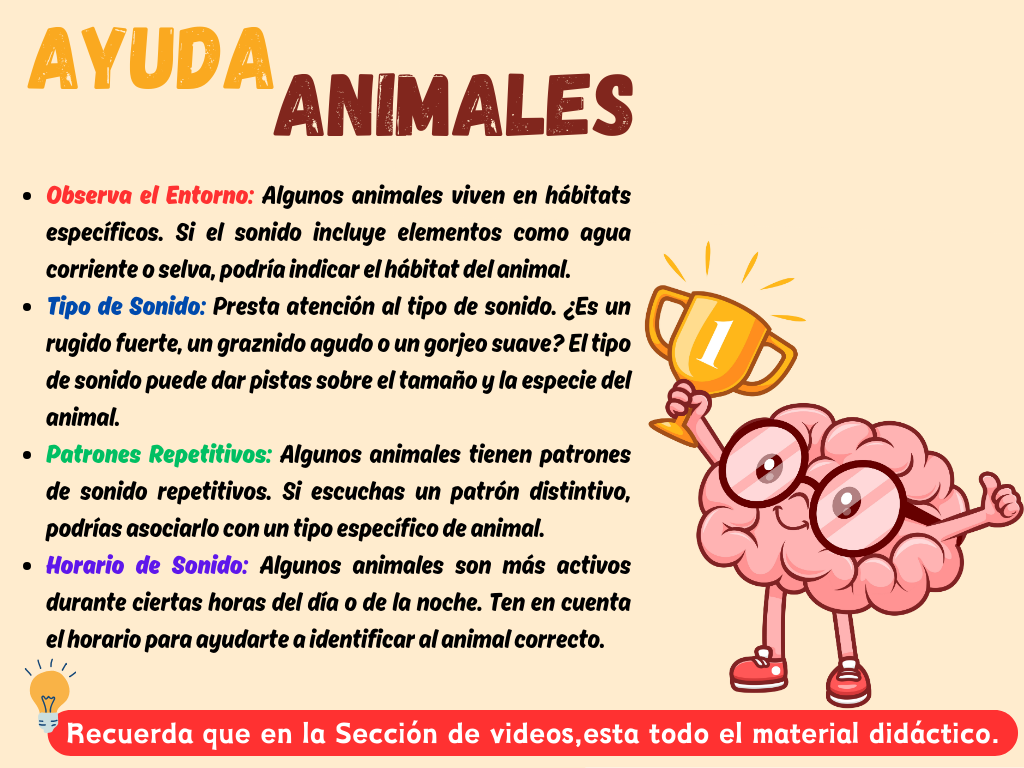 AYUDA
ANIMALES
• Observa el Entorno: Algunos animales viven en hábitats
específicos. Si el sonido incluye elementos como agua
corriente o selva, podría indicar el hábitat del animal.
• Tipo de Sonido: Presta atención al tipo de sonido. ¿Es un
rugido fuerte, un graznido agudo o un gorjeo suave? El tipo
de sonido puede dar pistas sobre el tamaño y la especie del
animal.
• Patrones Repetitivos: Algunos animales tienen patrones
de sonido repetitivos. Si escuchas un patrón distintivo,
podrías asociarlo con un tipo específico de animal.
• Horario de Sonido: Algunos animales son más activos
durante ciertas horas del día o de la noche. Ten en cuenta
el horario para ayudarte a identificar al animal correcto.
1
Recuerda que en la Sección de videos,esta todo el material didáctico.